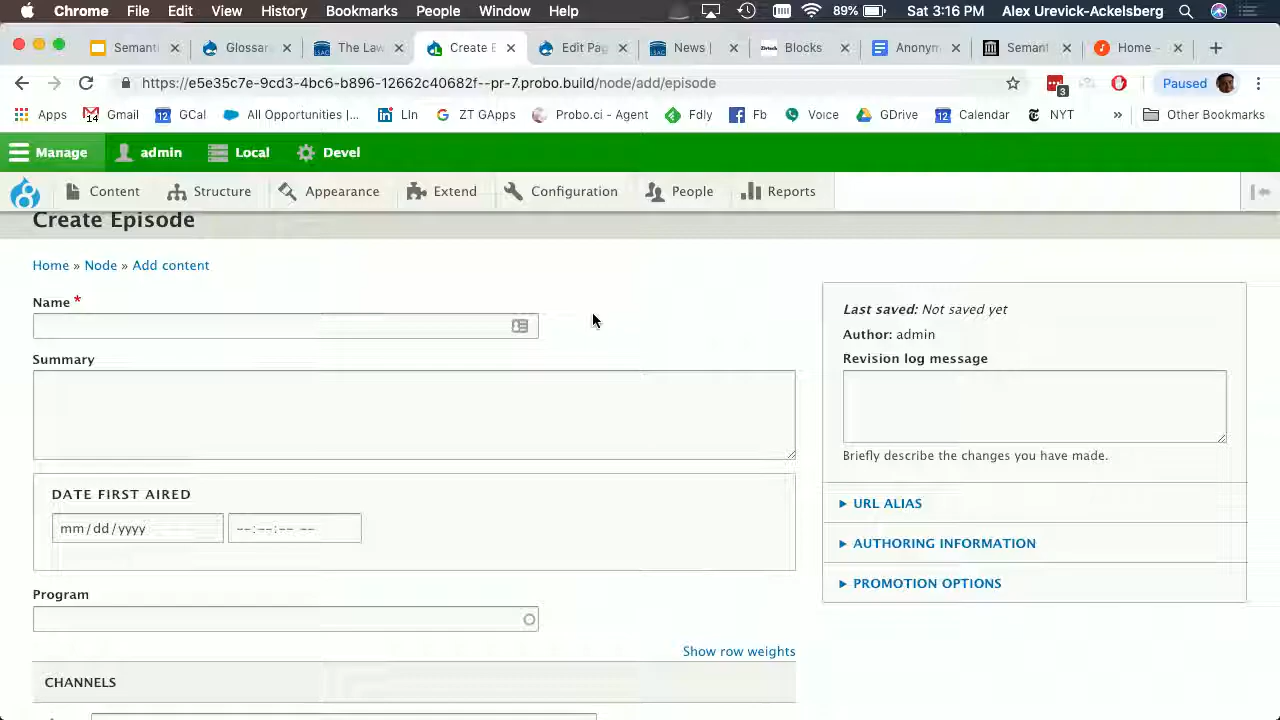 Chrome File Edit View History Bookmarks People Window Help 89% Sat 3:16 PM Alex Urevick-Ackelsberg
Semanti Glossar The Law Create E Edit Pag News | Blocks Anonym Semant Home -
https://e5e35c7e-9cd3-4bc6-b896-12662c40682f--pr-7.probo.build/node/add/episode 3 Paused
Apps 14 Gmail 12 GCal All Opportunities |... LIn ZT GApps Probo.ci - Agent Fdly Fb Voice GDrive 12 Calendar NYT » Other Bookmarks
Manage admin Local Devel
Content Structure Appearance Extend Configuration People Reports
Create Episode
Home » Node » Add content
Name *
Summary
DATE FIRST AIRED
mm/dd/yyyy --:--:-- --
Program
Show row weights
CHANNELS
Last saved: Not saved yet
Author: admin
Revision log message
Briefly describe the changes you have made.
URL ALIAS
AUTHORING INFORMATION
PROMOTION OPTIONS